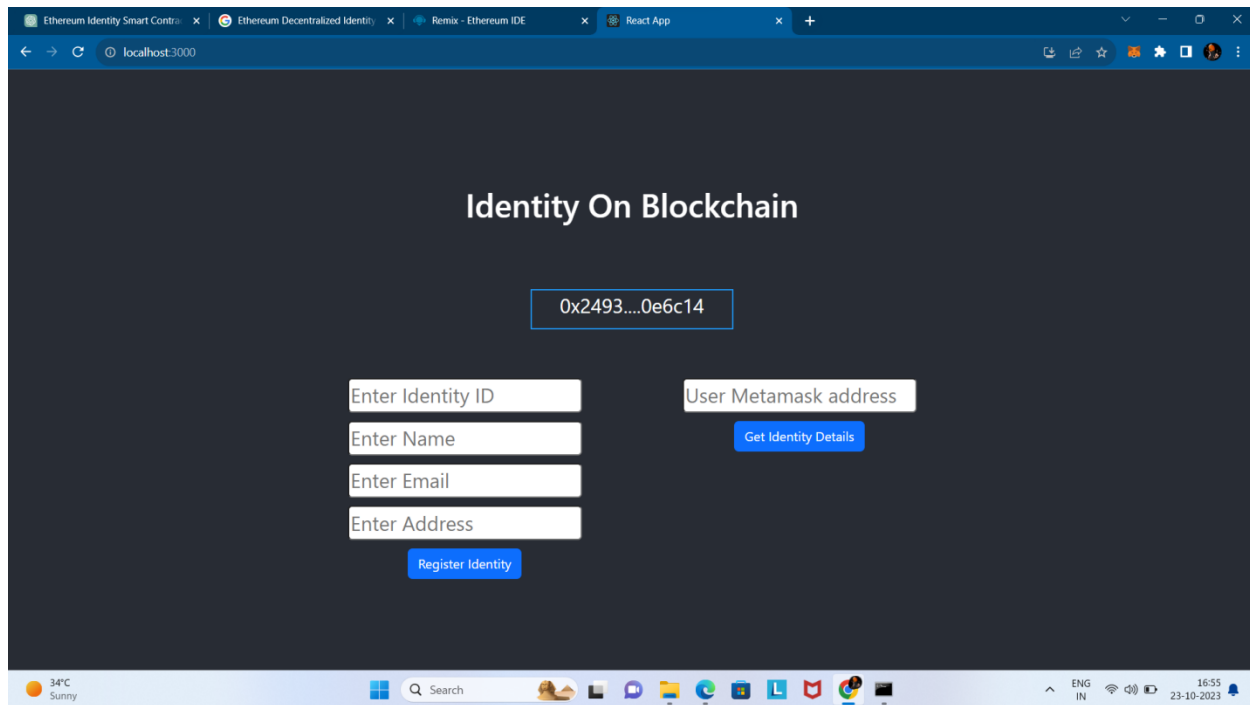 Ethereum Identity Smart Contra
Ethereum Decentralized Identity
Remix - Ethereum IDE
React App
localhost:3000
Identity On Blockchain
0x2493....0e6c14
Enter Identity ID
User Metamask address
Enter Name
Get Identity Details
Enter Email
Enter Address
Register Identity
34°C
Sunny
Search
ENG
IN
16:55
23-10-2023